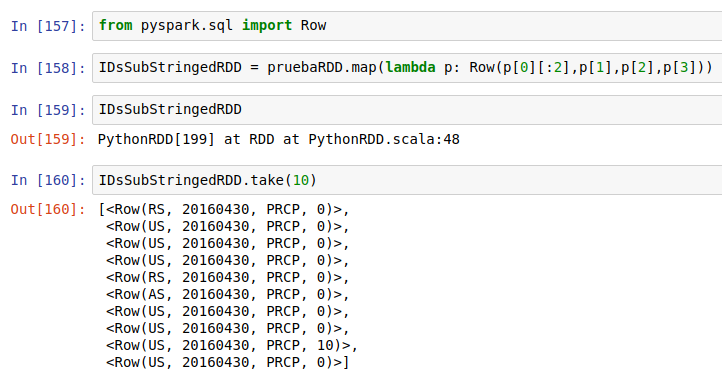 In [157]: from pyspark.sql import Row
In [158]: IDsSubStringedRDD = pruebaRDD.map(lambda p: Row(p[0][:2],p[1],p[2],p[3]))
In [159]: IDsSubStringedRDD
Out[159]: PythonRDD[199] at RDD at PythonRDD.scala:48
In [160]: IDsSubStringedRDD.take(10)
Out[160]: [<Row(RS, 20160430, PRCP, 0)>,
<Row(US, 20160430, PRCP, 0)>,
<Row(US, 20160430, PRCP, 0)>,
<Row(US, 20160430, PRCP, 0)>,
<Row(RS, 20160430, PRCP, 0)>,
<Row(AS, 20160430, PRCP, 0)>,
<Row(US, 20160430, PRCP, 0)>,
<Row(US, 20160430, PRCP, 0)>,
<Row(US, 20160430, PRCP, 10)>,
<Row(US, 20160430, PRCP, 0)>]